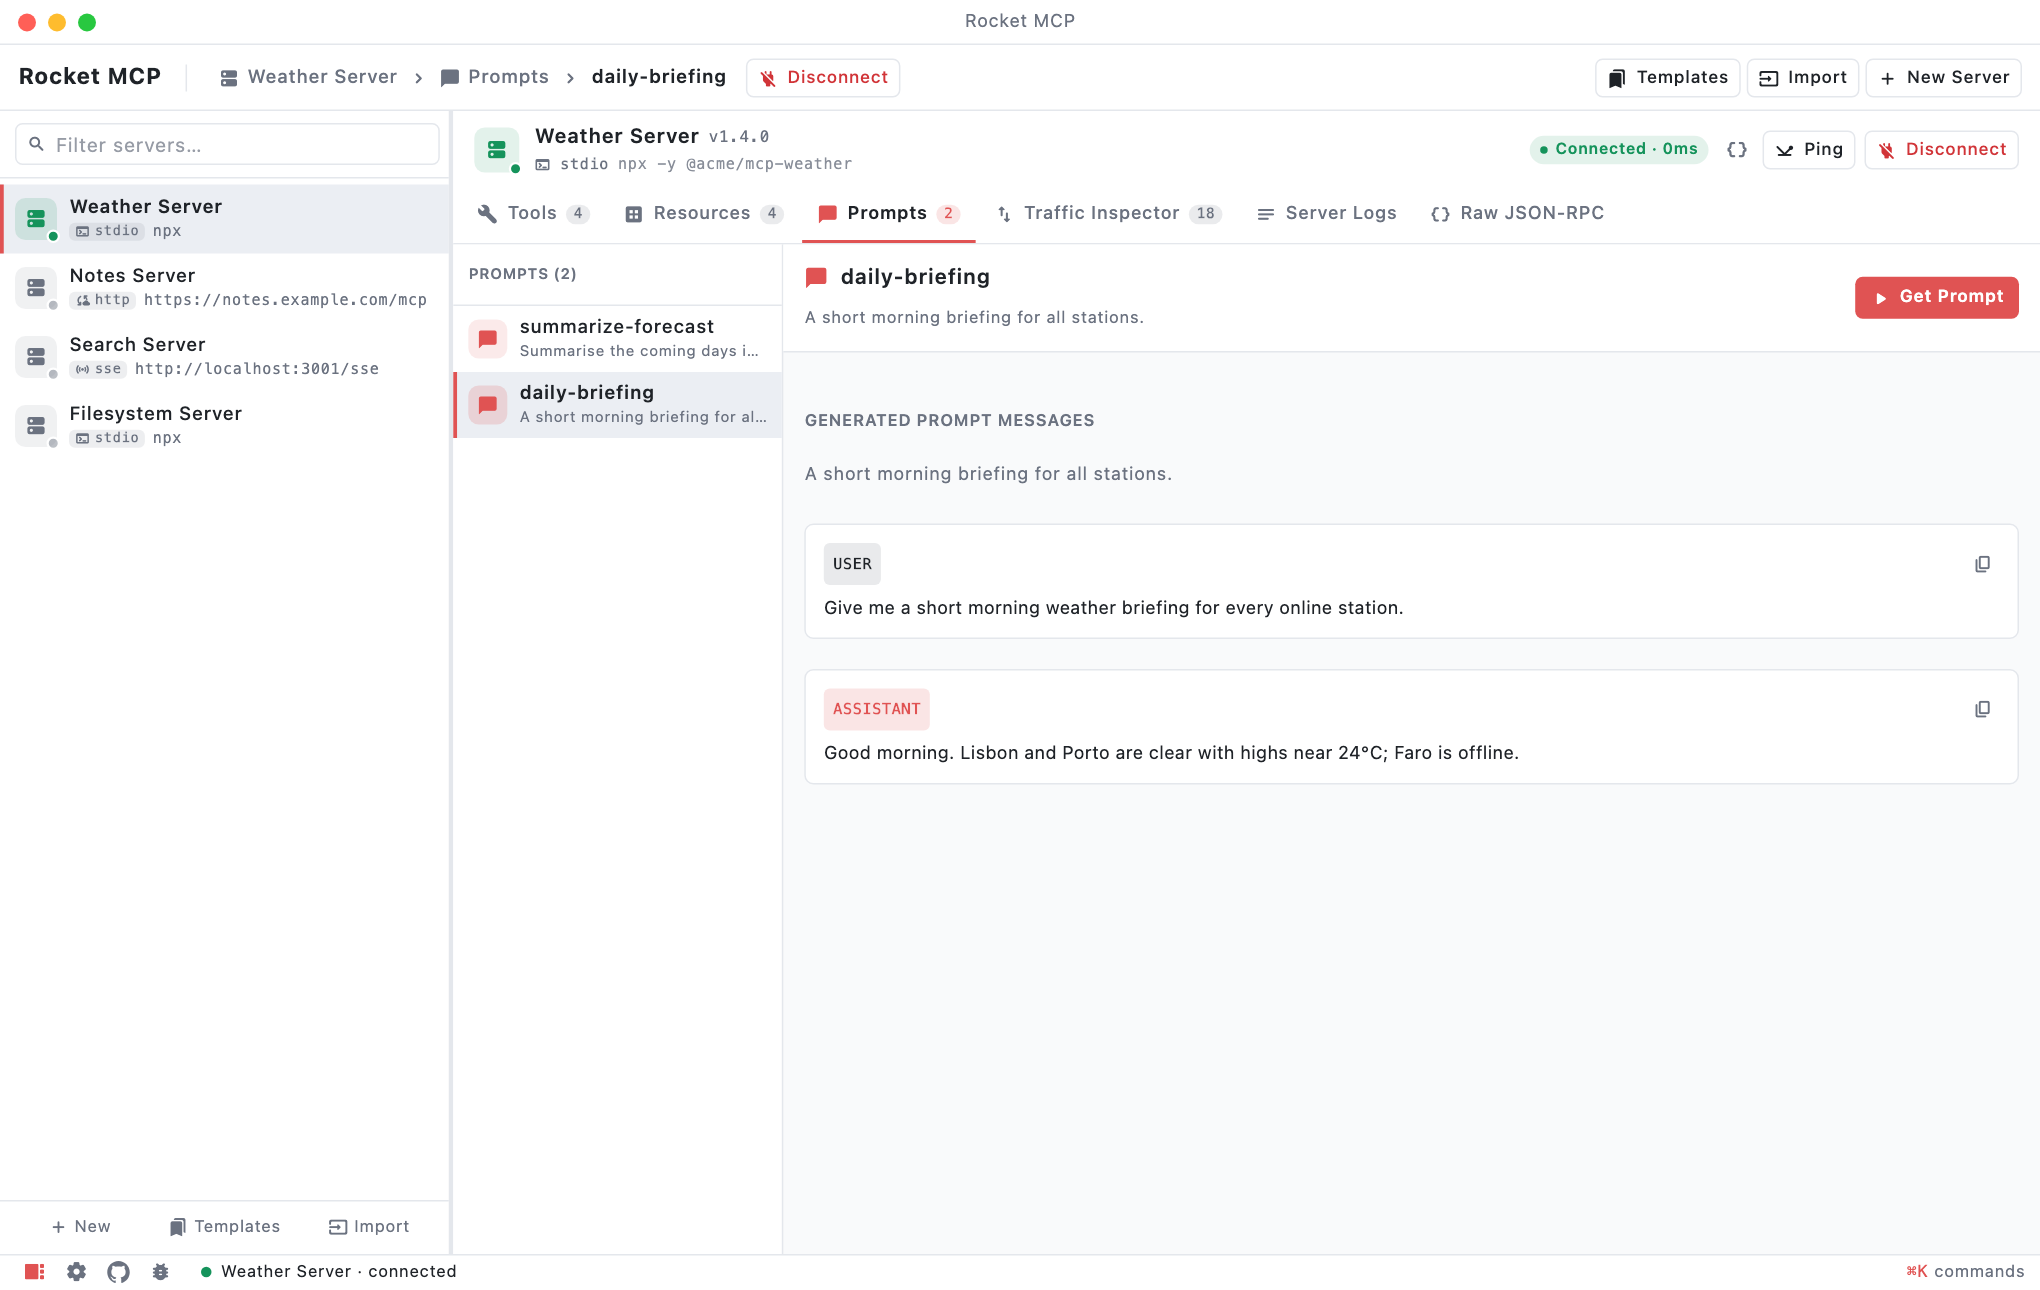 Rocket MCP
Rocket MCP
Weather Server › Prompts › daily-briefing
Disconnect
Templates
Import
+ New Server
Filter servers...
Weather Server
stdio npx
Notes Server
http https://notes.example.com/mcp
Search Server
sse http://localhost:3001/sse
Filesystem Server
stdio npx
+ New
Templates
Import
Weather Server v1.4.0
stdio npx -y @acme/mcp-weather
Connected · 0ms
{}
Ping
Disconnect
Tools 4
Resources 4
Prompts 2
Traffic Inspector 18
Server Logs
{} Raw JSON-RPC
PROMPTS (2)
summarize-forecast
Summarise the coming days i...
daily-briefing
A short morning briefing for al...
daily-briefing
A short morning briefing for all stations.
Get Prompt
GENERATED PROMPT MESSAGES
A short morning briefing for all stations.
USER
Give me a short morning weather briefing for every online station.
ASSISTANT
Good morning. Lisbon and Porto are clear with highs near 24°C; Faro is offline.
Weather Server · connected
⌘K commands